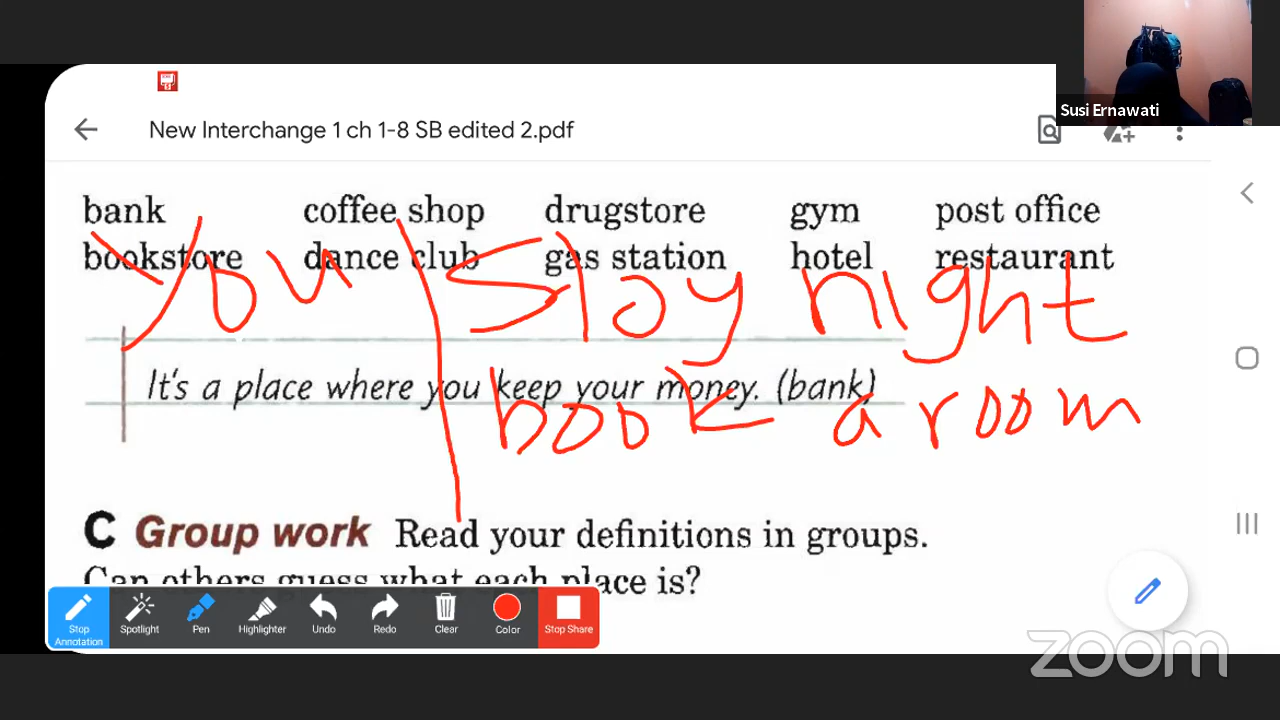 Susi Ernawati
New Interchange 1 ch 1-8 SB edited 2.pdf
bank coffee shop drugstore gym post office
bookstore dance club gas station hotel restaurant
You Stay night
It's a place where you keep your money. (bank)
book a room
C Group work Read your definitions in groups.
Can others guess what each place is?
Stop Annotation Spotlight Pen Highlighter Undo Redo Clear Color Stop Share
zoom